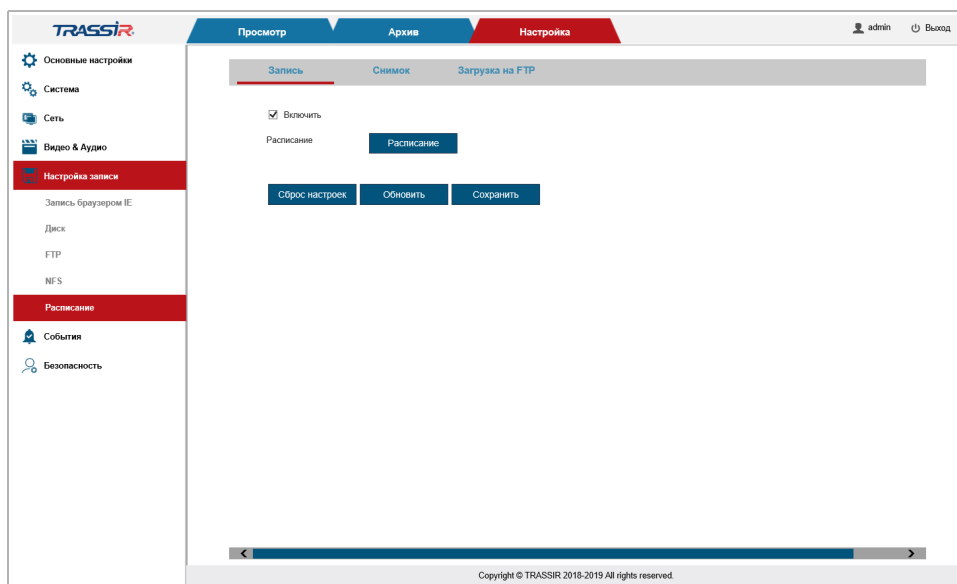 TRASSIR
Просмотр
Архив
Настройка
admin
Выход
Основные настройки
Система
Сеть
Видео & Аудио
Настройка записи
Запись браузером IE
Диск
FTP
NFS
Расписание
События
Безопасность
Запись
Снимок
Загрузка на FTP
Включить
Расписание
Расписание
Сброс настроек
Обновить
Сохранить
Copyright © TRASSIR 2018-2019 All rights reserved.